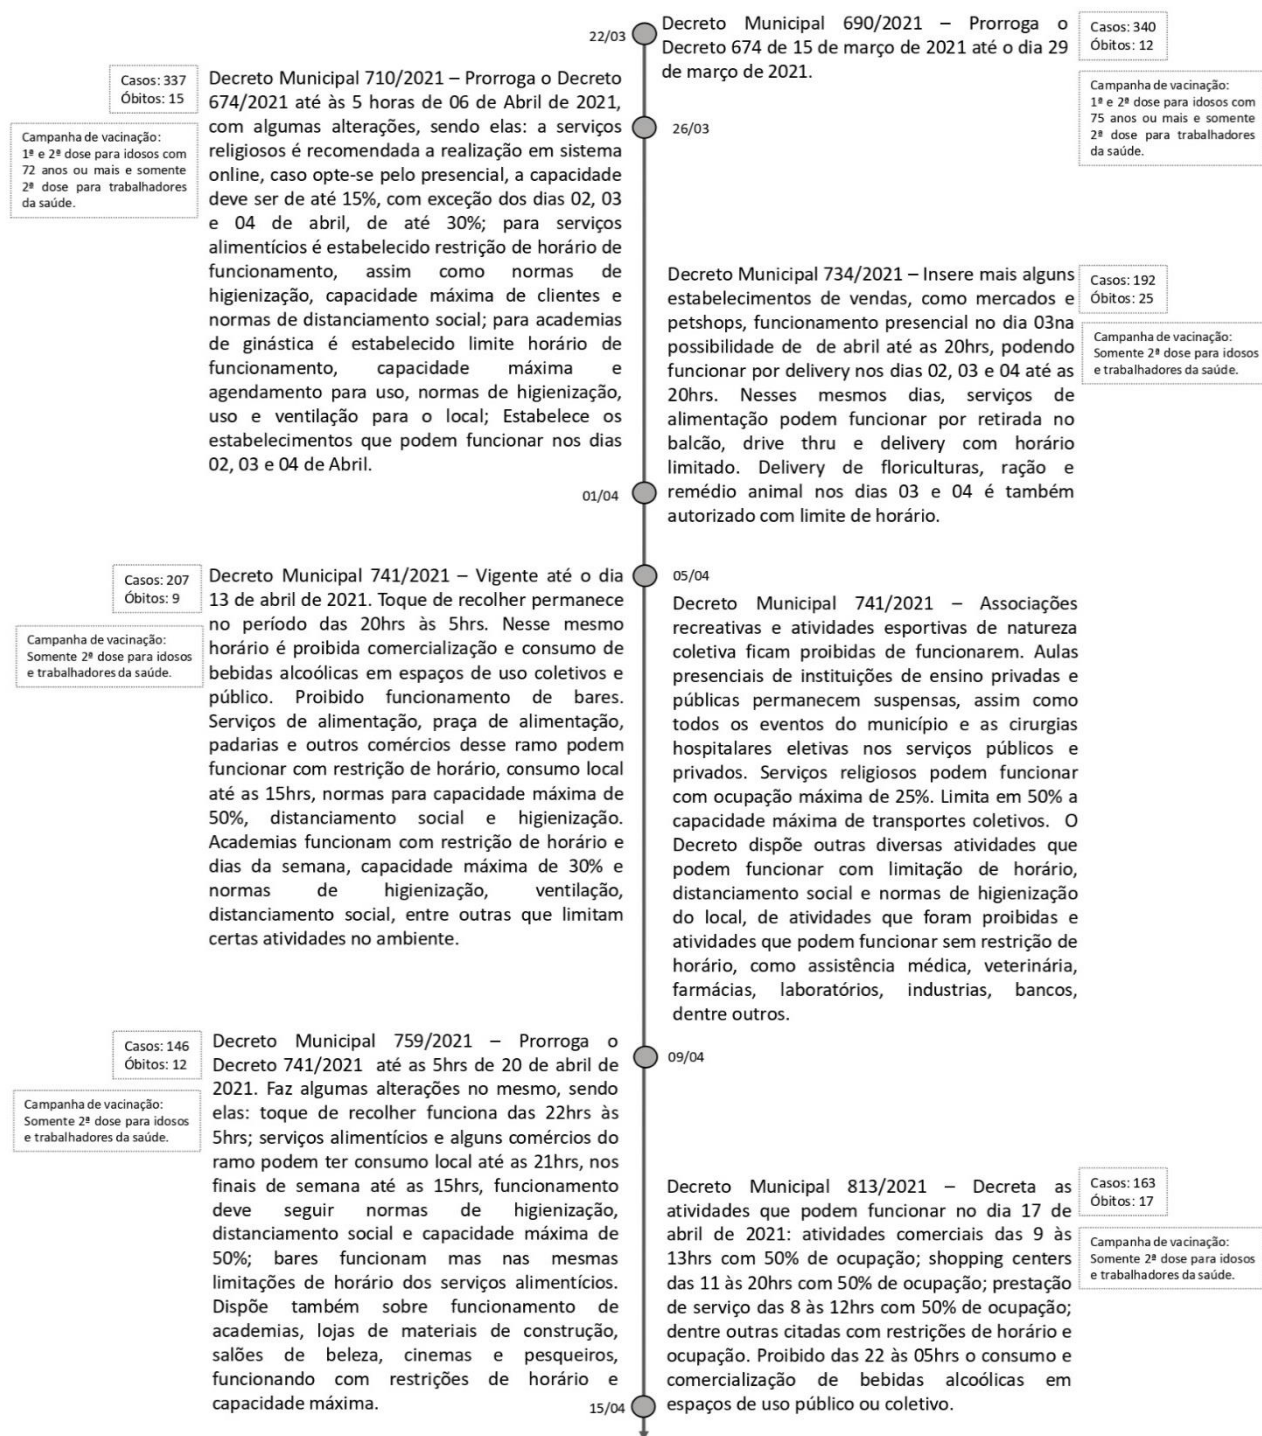 22/03
Decreto Municipal 690/2021 – Prorroga o
Decreto 674 de 15 de março de 2021 até o dia 29
de março de 2021.
Casos: 340
Óbitos: 12
Campanha de vacinação:
1ª e 2ª dose para idosos com
75 anos ou mais e somente
2ª dose para trabalhadores
da saúde.
Casos: 337
Óbitos: 15
Campanha de vacinação:
1ª e 2ª dose para idosos com
72 anos ou mais e somente
2ª dose para trabalhadores
da saúde.
Decreto Municipal 710/2021 – Prorroga o Decreto
674/2021 até às 5 horas de 06 de Abril de 2021,
com algumas alterações, sendo elas: a serviços
religiosos é recomendada a realização em sistema
online, caso opte-se pelo presencial, a capacidade
deve ser de até 15%, com exceção dos dias 02, 03
e 04 de abril, de até 30%; para serviços
alimentícios é estabelecido restrição de horário de
funcionamento, assim como normas de
higienização, capacidade máxima de clientes e
normas de distanciamento social; para academias
de ginástica é estabelecido limite horário de
funcionamento, capacidade máxima e
agendamento para uso, normas de higienização,
uso e ventilação para o local; Estabelece os
estabelecimentos que podem funcionar nos dias
02, 03 e 04 de Abril.
26/03
Decreto Municipal 734/2021 – Insere mais alguns
estabelecimentos de vendas, como mercados e
petshops, funcionamento presencial no dia 03na
possibilidade de de abril até as 20hrs, podendo
funcionar por delivery nos dias 02, 03 e 04 até as
20hrs. Nesses mesmos dias, serviços de
alimentação podem funcionar por retirada no
balcão, drive thru e delivery com horário
limitado. Delivery de floriculturas, ração e
remédio animal nos dias 03 e 04 é também
autorizado com limite de horário.
Casos: 192
Óbitos: 25
Campanha de vacinação:
Somente 2ª dose para idosos
e trabalhadores da saúde.
01/04
Casos: 207
Óbitos: 9
Campanha de vacinação:
Somente 2ª dose para idosos
e trabalhadores da saúde.
Decreto Municipal 741/2021 – Vigente até o dia
13 de abril de 2021. Toque de recolher permanece
no período das 20hrs às 5hrs. Nesse mesmo
horário é proibida comercialização e consumo de
bebidas alcoólicas em espaços de uso coletivos e
público. Proibido funcionamento de bares.
Serviços de alimentação, praça de alimentação,
padarias e outros comércios desse ramo podem
funcionar com restrição de horário, consumo local
até as 15hrs, normas para capacidade máxima de
50%, distanciamento social e higienização.
Academias funcionam com restrição de horário e
dias da semana, capacidade máxima de 30% e
normas de higienização, ventilação,
distanciamento social, entre outras que limitam
certas atividades no ambiente.
05/04
Decreto Municipal 741/2021 – Associações
recreativas e atividades esportivas de natureza
coletiva ficam proibidas de funcionarem. Aulas
presenciais de instituições de ensino privadas e
públicas permanecem suspensas, assim como
todos os eventos do município e as cirurgias
hospitalares eletivas nos serviços públicos e
privados. Serviços religiosos podem funcionar
com ocupação máxima de 25%. Limita em 50% a
capacidade máxima de transportes coletivos. O
Decreto dispõe outras diversas atividades que
podem funcionar com limitação de horário,
distanciamento social e normas de higienização
do local, de atividades que foram proibidas e
atividades que podem funcionar sem restrição de
horário, como assistência médica, veterinária,
farmácias, laboratórios, industrias, bancos,
dentre outros.
Casos: 146
Óbitos: 12
Campanha de vacinação:
Somente 2ª dose para idosos
e trabalhadores da saúde.
Decreto Municipal 759/2021 – Prorroga o
Decreto 741/2021 até as 5hrs de 20 de abril de
2021. Faz algumas alterações no mesmo, sendo
elas: toque de recolher funciona das 22hrs às
5hrs; serviços alimentícios e alguns comércios do
ramo podem ter consumo local até as 21hrs, nos
finais de semana até as 15hrs, funcionamento
deve seguir normas de higienização,
distanciamento social e capacidade máxima de
50%; bares funcionam mas nas mesmas
limitações de horário dos serviços alimentícios.
Dispõe também sobre funcionamento de
academias, lojas de materiais de construção,
salões de beleza, cinemas e pesqueiros,
funcionando com restrições de horário e
capacidade máxima.
09/04
Decreto Municipal 813/2021 – Decreta as
atividades que podem funcionar no dia 17 de
abril de 2021: atividades comerciais das 9 às
13hrs com 50% de ocupação; shopping centers
das 11 às 20hrs com 50% de ocupação; prestação
de serviço das 8 às 12hrs com 50% de ocupação;
dentre outras citadas com restrições de horário e
ocupação. Proibido das 22 às 05hrs o consumo e
comercialização de bebidas alcoólicas em
espaços de uso público ou coletivo.
Casos: 163
Óbitos: 17
Campanha de vacinação:
Somente 2ª dose para idosos
e trabalhadores da saúde.
15/04